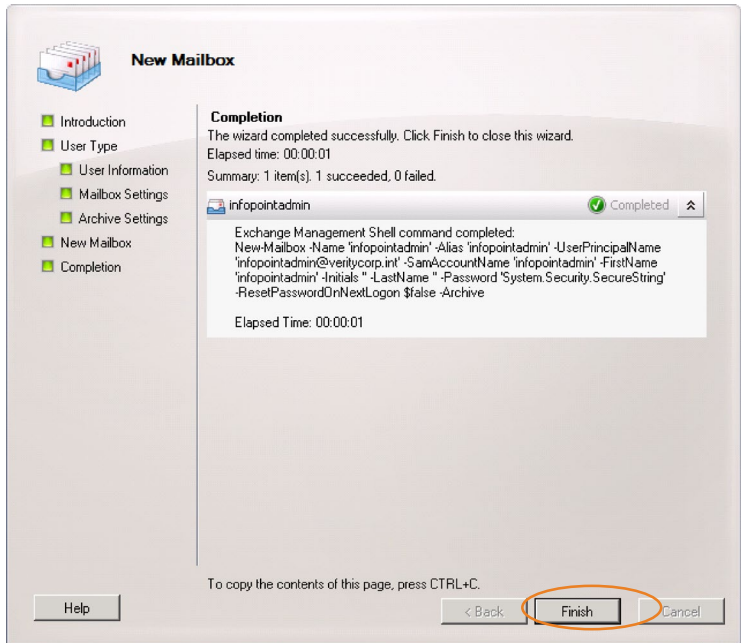 New Mailbox
Introduction
User Type
User Information
Mailbox Settings
Archive Settings
New Mailbox
Completion
Completion
The wizard completed successfully. Click Finish to close this wizard.
Elapsed time: 00:00:01
Summary: 1 item(s). 1 succeeded, 0 failed.
infopointadmin
Completed
Exchange Management Shell command completed:
New-Mailbox -Name 'infopointadmin' -Alias 'infopointadmin' -UserPrincipalName
'infopointadmin@veritycorp.int' -SamAccountName 'infopointadmin' -FirstName
'infopointadmin' -Initials '' -LastName '' -Password 'System.Security.SecureString'
-ResetPasswordOnNextLogon $false -Archive
Elapsed Time: 00:00:01
To copy the contents of this page, press CTRL+C.
Help
< Back
Finish
Cancel